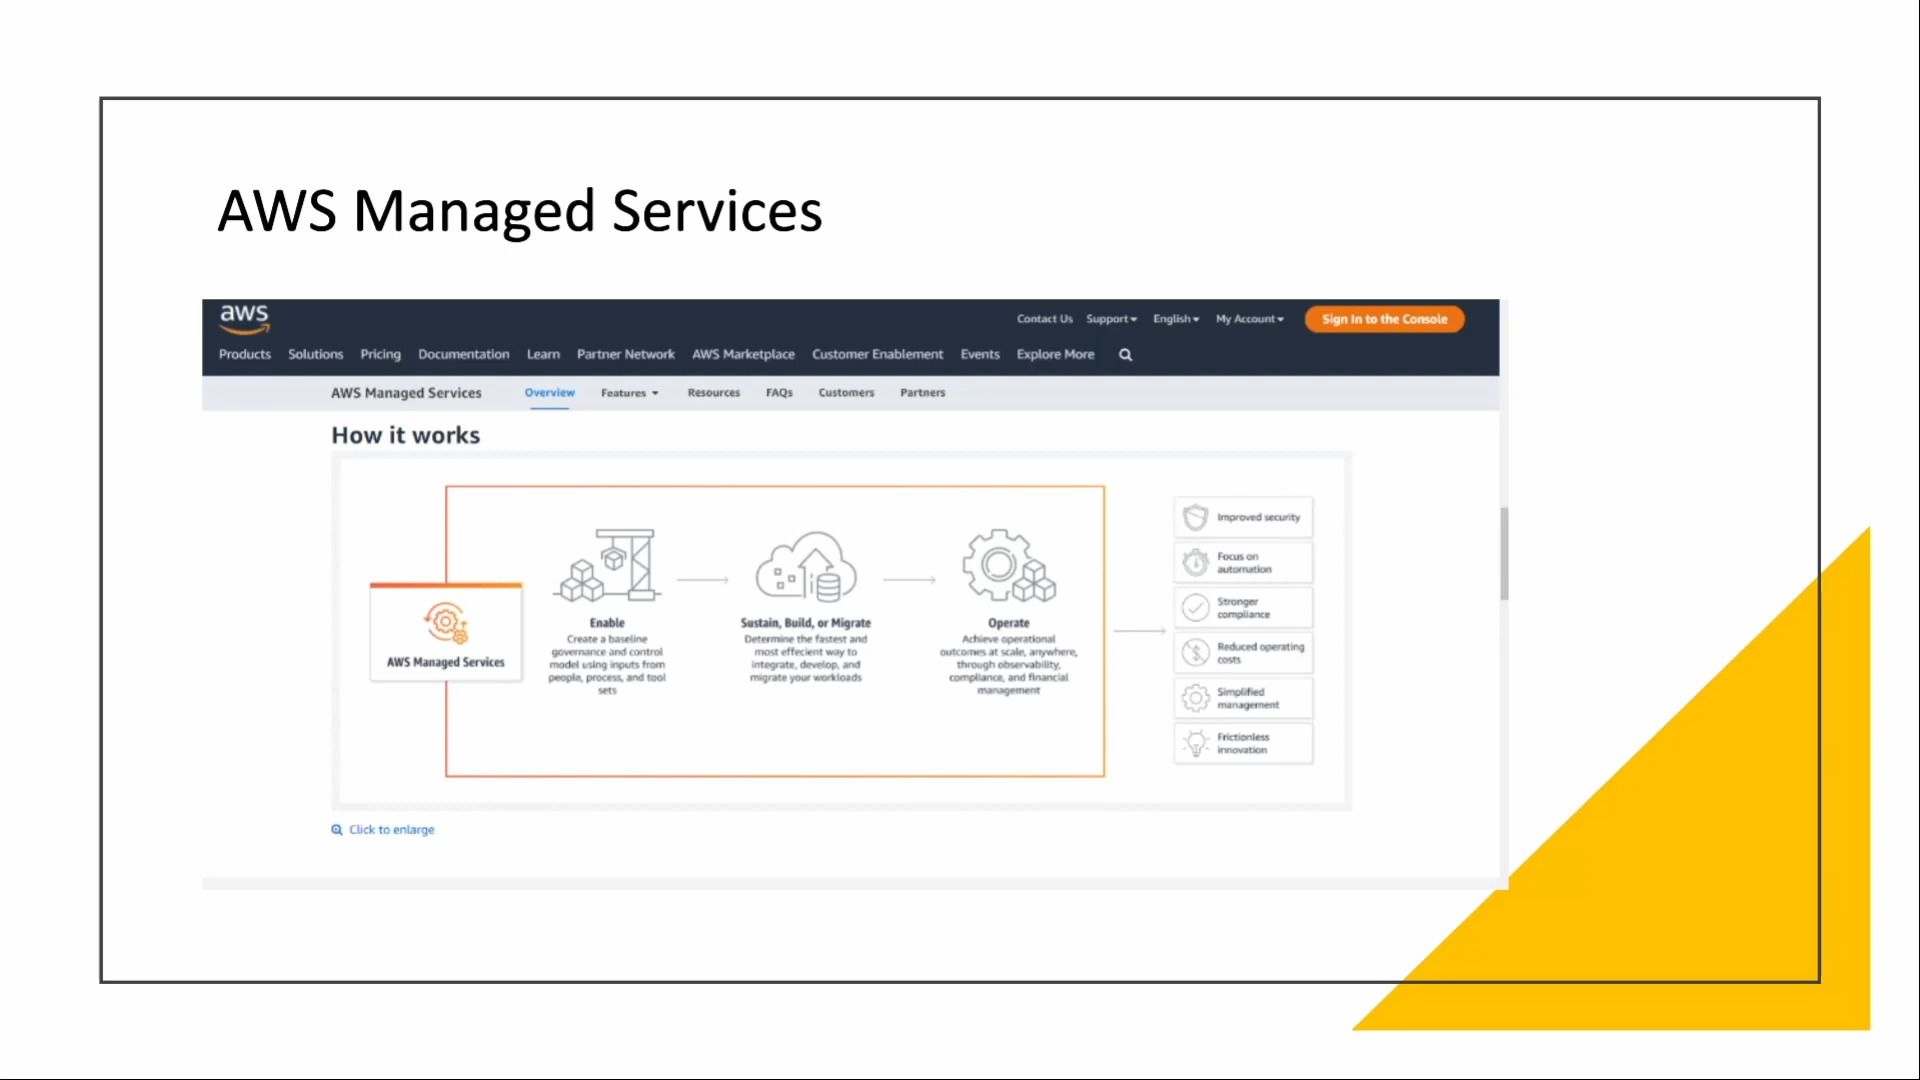 AWS Managed Services
aws
Contact Us Support English My Account Sign In to the Console
Products Solutions Pricing Documentation Learn Partner Network AWS Marketplace Customer Enablement Events Explore More
AWS Managed Services Overview Features Resources FAQs Customers Partners
How it works
AWS Managed Services
Enable
Create a baseline
governance and control
model using inputs from
people, process, and tool
sets
Sustain, Build, or Migrate
Determine the fastest and
most effecient way to
integrate, develop, and
migrate your workloads
Operate
Achieve operational
outcomes at scale, anywhere,
through observability,
compliance, and financial
management
Improved security
Focus on
automation
Stronger
compliance
Reduced operating
costs
Simplified
management
Frictionless
innovation
Click to enlarge